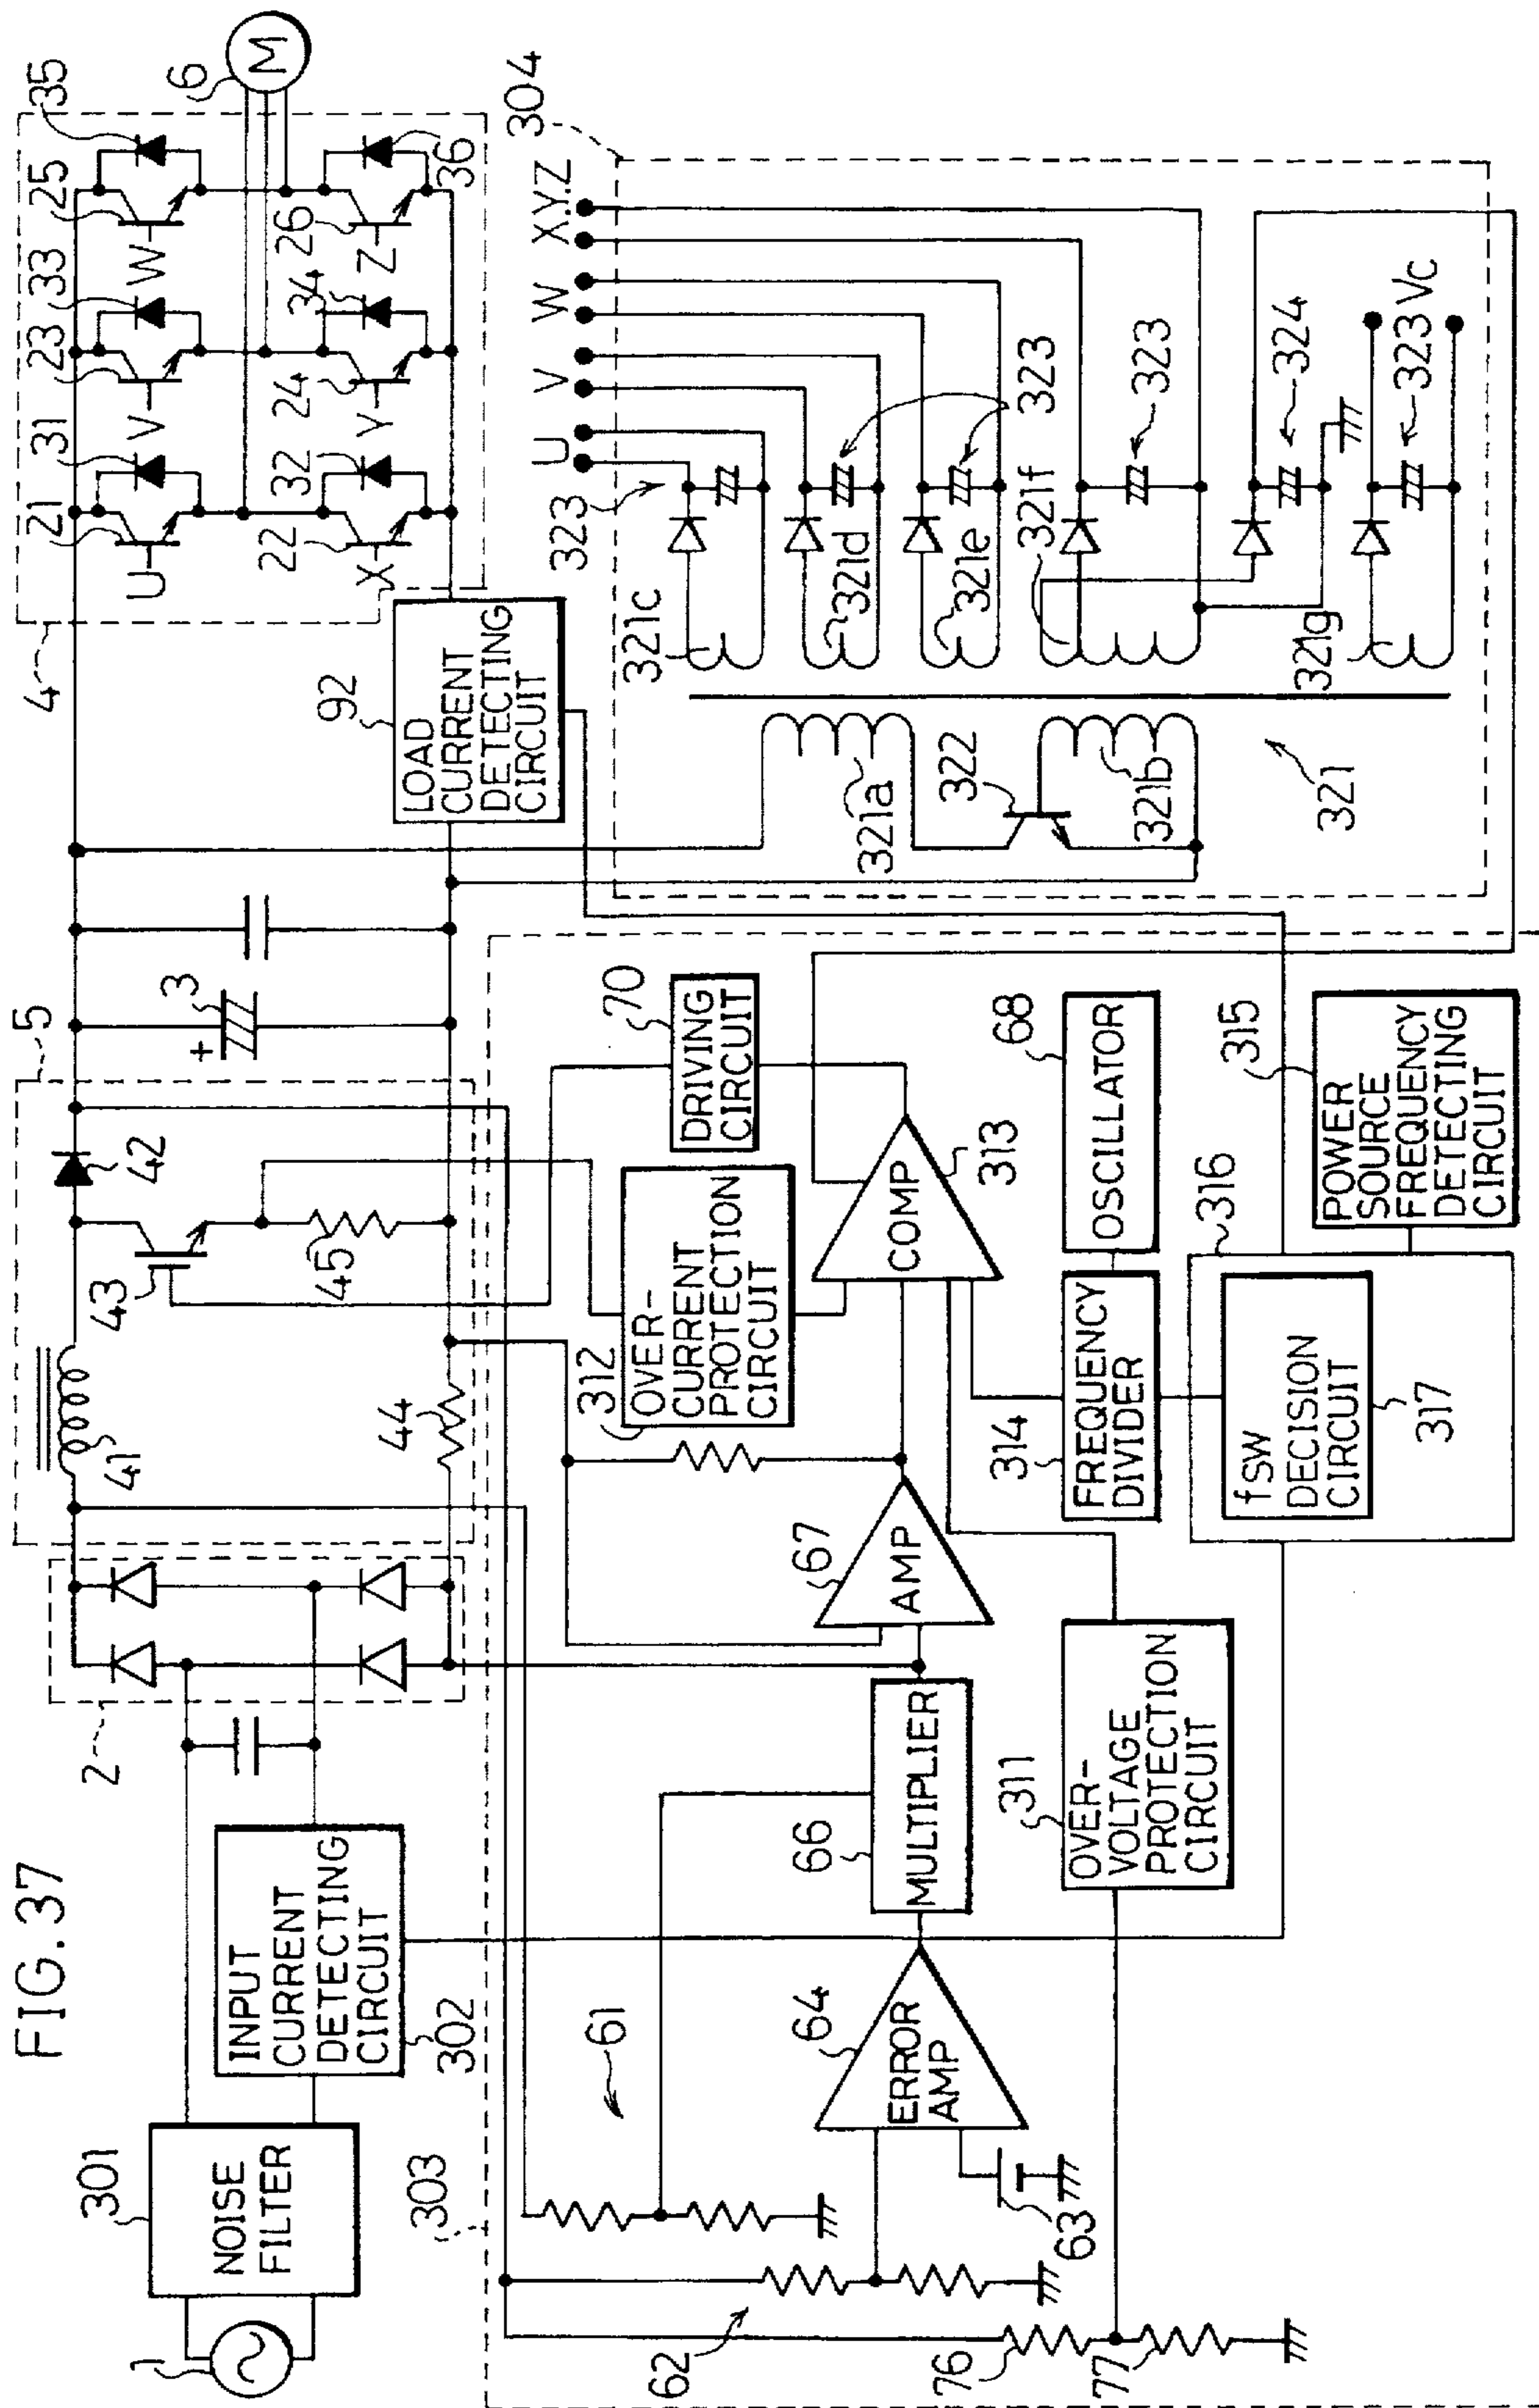 FIG.37
1
301
NOISE
FILTER
302
INPUT
CURRENT
DETECTING
CIRCUIT
2
5
41
42
43
44
45
3
+
4
92
LOAD
CURRENT
DETECTING
CIRCUIT
21
31
23
33
25
35
U
V
W
22
32
24
34
26
36
X
Y
Z
6
M
303
61
62
76
77
63
64
ERROR
AMP
66
MULTIPLIER
311
OVER-
VOLTAGE
PROTECTION
CIRCUIT
67
AMP
312
OVER-
CURRENT
PROTECTION
CIRCUIT
70
DRIVING
CIRCUIT
COMP
313
314
FREQUENCY
DIVIDER
68
OSCILLATOR
316
fSW
DECISION
CIRCUIT
317
315
POWER
SOURCE
FREQUENCY
DETECTING
CIRCUIT
304
U
V
W
X.Y.Z
323
321c
321d
321e
323
321f
323
324
321g
323
Vc
321a
322
321b
321